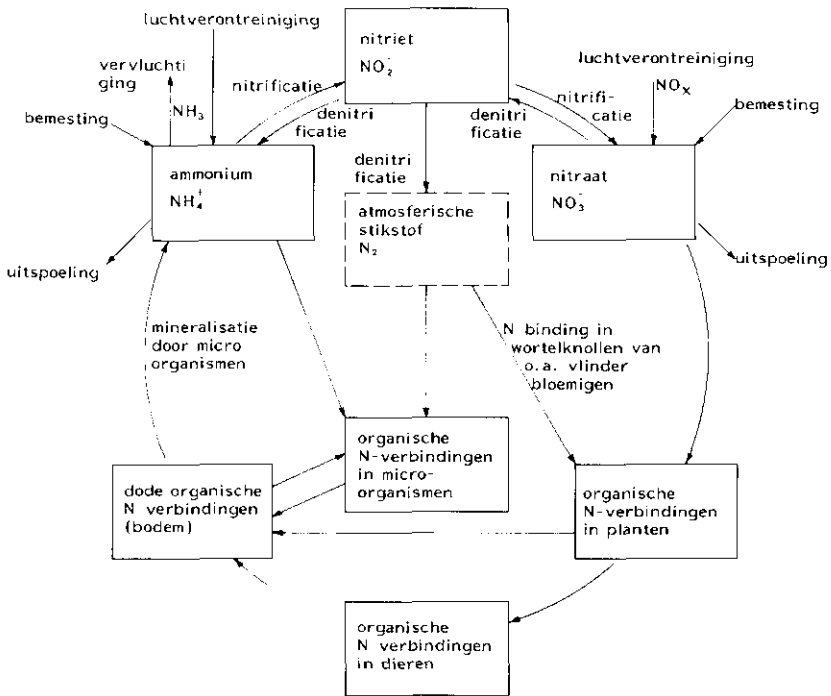 luchtverontreiniging
nitriet
NO₂⁻
vervluchti
ging
NH₃
nitrificatie
denitri
ficatie
bemesting
ammonium
NH₄⁺
uitspoeling
denitri
ficatie
atmosferische
stikstof
N₂
luchtverontreiniging
NOₓ
nitrifi-
catie
denitri
ficatie
bemesting
nitraat
NO₃⁻
uitspoeling
mineralisatie
door micro
organismen
N binding in
wortelknollen van
o.a. vlinder
bloemigen
organische
N-verbindingen
in micro-
organismen
dode organische
N verbindingen
(bodem)
organische
N-verbindingen
in planten
organische
N verbindingen
in dieren